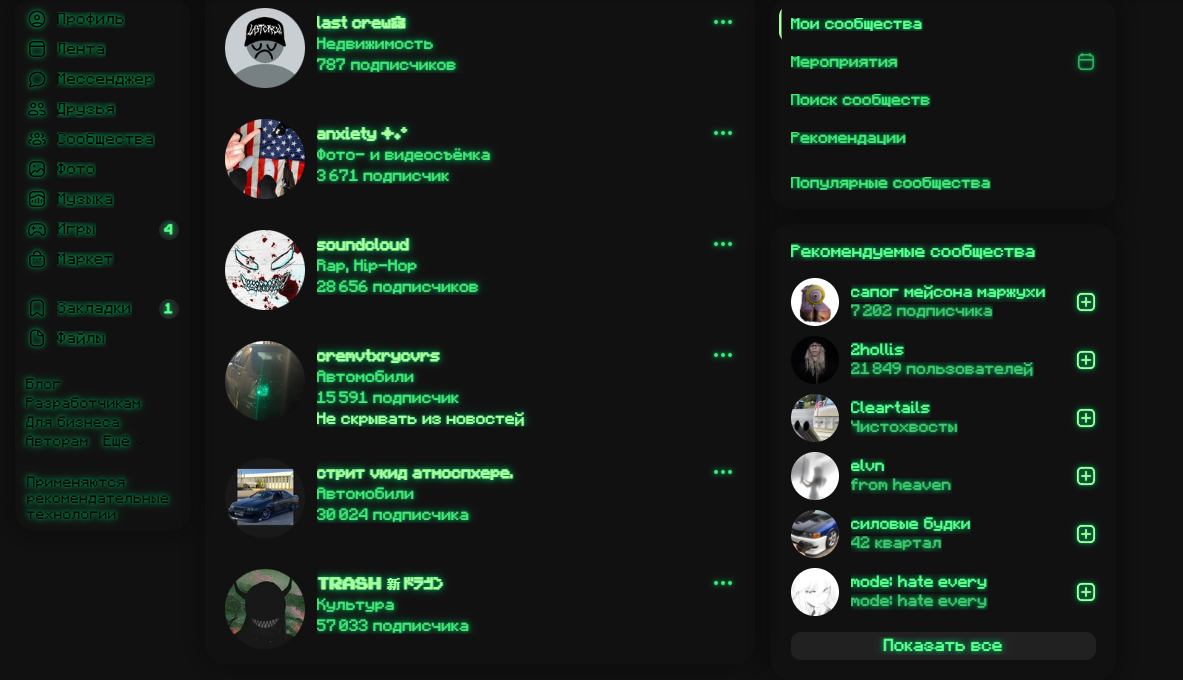 Профиль
Лента
Мессенджер
Друзья
Сообщества
Фото
Музыка
Игры 4
Маркет
Закладки 1
Файлы
Блог
Разработчикам
Для бизнеса
Авторам Ещё
Применяются
рекомендательные
технологии
last crew
Недвижимость
787 подписчиков
anxiety
Фото- и видеосъёмка
3 671 подписчик
soundcloud
Rap, Hip-Hop
28 656 подписчиков
oremvtxryovrs
Автомобили
15 591 подписчик
Не скрывать из новостей
отрит vкид атмоспхере.
Автомобили
30 024 подписчика
TRASH 新ドラゴン
Культура
57 033 подписчика
Мои сообщества
Мероприятия
Поиск сообществ
Рекомендации
Популярные сообщества
Рекомендуемые сообщества
сапог мейсона маржухи
7 202 подписчика
2hollis
21 849 пользователей
Cleartails
Чистохвосты
elvn
from heaven
силовые будки
42 квартал
mode: hate every
mode: hate every
Показать все